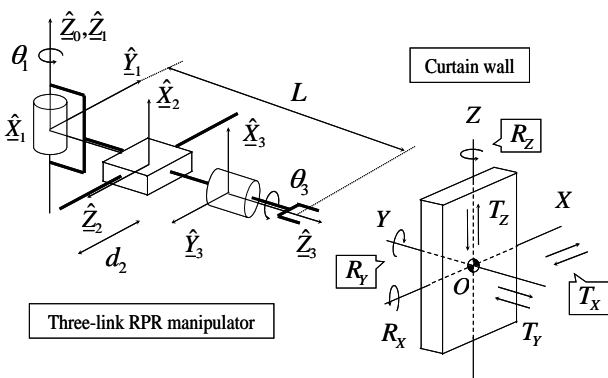 Ẑ₀,Ẑ₁
θ₁
Ŷ₁
X̂₁
X̂₂
L
X̂₃
θ₃
Ẑ₂
d₂
Ŷ₃
Ẑ₃
Three-link RPR manipulator
Curtain wall
Z
R_Z
X
Y
T_Z
R_Y
O
T_X
R_X
T_Y